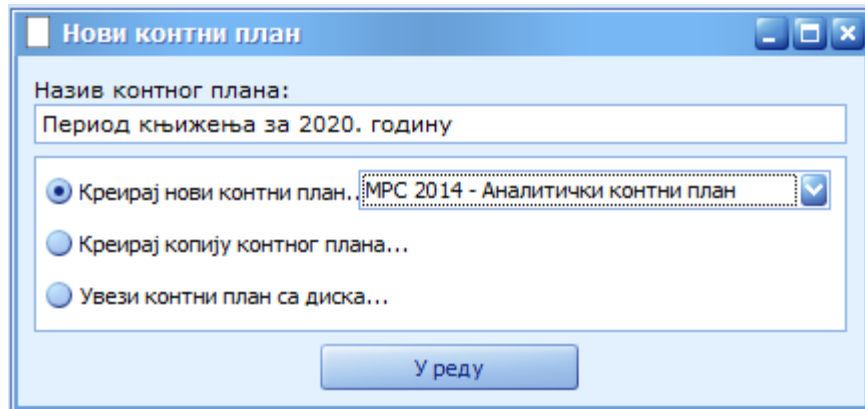 Нови контни план
Назив контног плана:
Период књижења за 2020. годину
Креирај нови контни план.. МРС 2014 - Аналитички контни план
Креирај копију контног плана...
Увези контни план са диска...
У реду